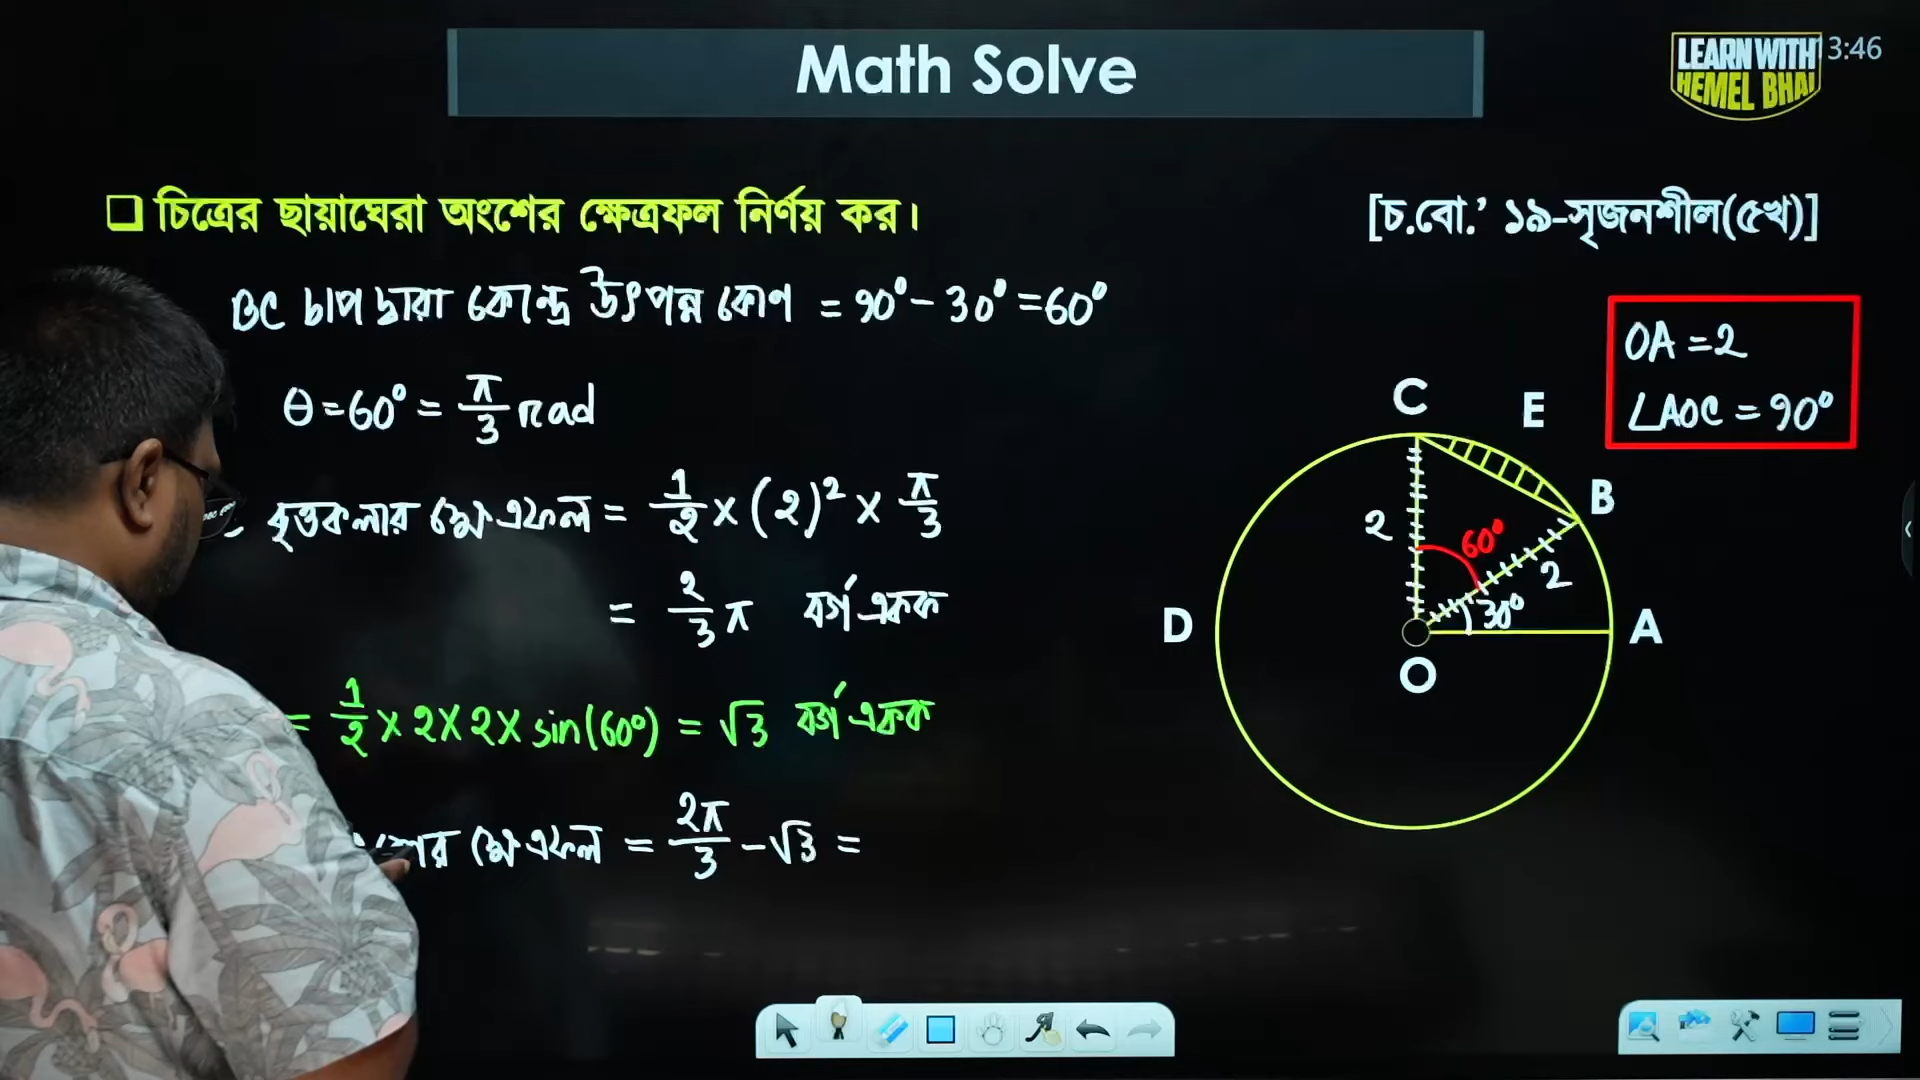 Math Solve
LEARN WITH
HEMEL BHAI
3:46
❑ চিত্রের ছায়াঘেরা অংশের ক্ষেত্রফল নির্ণয় কর।
[চ.বো.’ ১৯-সৃজনশীল(৫খ)]
BC চাপ দ্বারা কেন্দ্রে উৎপন্ন কোণ = 90° - 30° = 60°
θ = 60° = π/3 rad
বৃত্তকলার ক্ষেত্রফল = 1/2 × (2)² × π/3
= 2/3 π বর্গ একক
= 1/2 × 2 × 2 × sin(60°) = √3 বর্গ একক
ক্ষেত্রফল = 2π/3 - √3 =
OA = 2
∠AOC = 90°
C
E
B
2
60°
2
30°
D
A
O